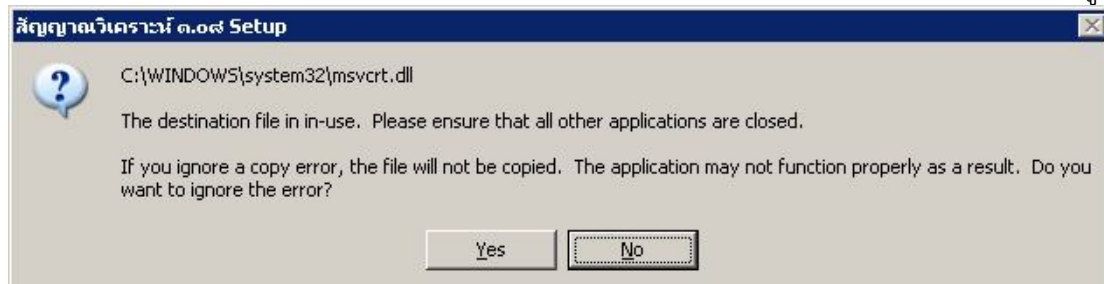 สัญญาณวิเคราะห์ ๓.๐๙ Setup
C:\WINDOWS\system32\msvcrt.dll
The destination file in in-use. Please ensure that all other applications are closed.
If you ignore a copy error, the file will not be copied. The application may not function properly as a result. Do you
want to ignore the error?
Yes
No